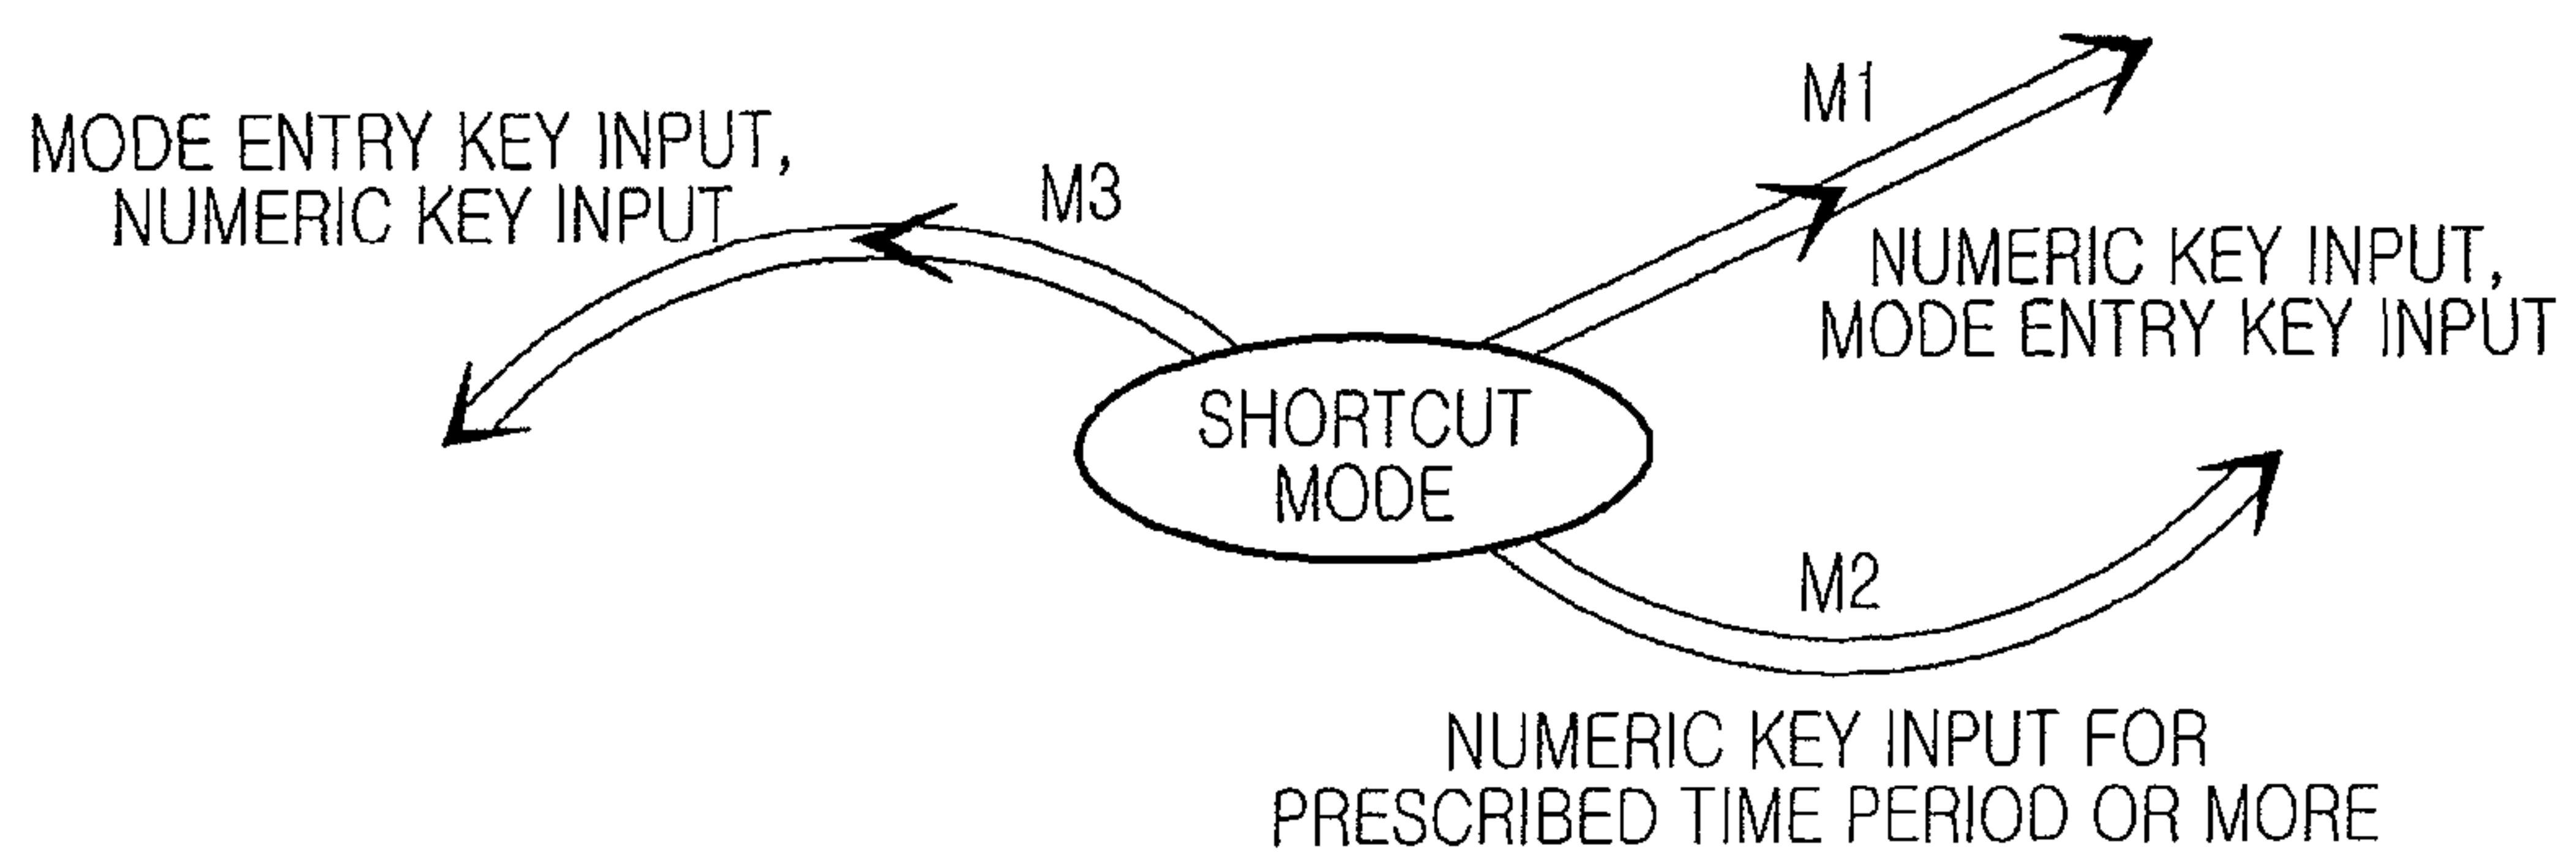 MODE ENTRY KEY INPUT,
NUMERIC KEY INPUT
M3
M1
NUMERIC KEY INPUT,
MODE ENTRY KEY INPUT
SHORTCUT
MODE
M2
NUMERIC KEY INPUT FOR
PRESCRIBED TIME PERIOD OR MORE